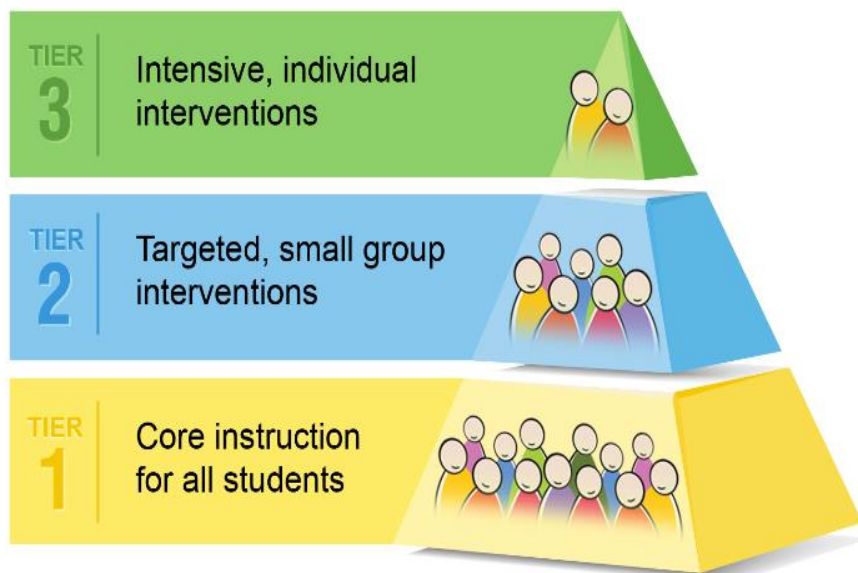 TIER
3
Intensive, individual
interventions
TIER
2
Targeted, small group
interventions
TIER
1
Core instruction
for all students